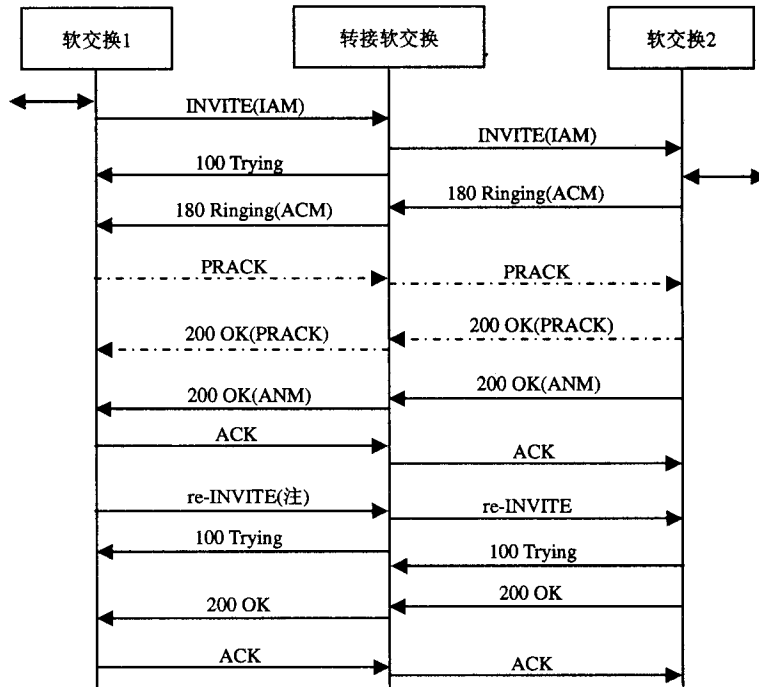 软交换1
转接软交换
软交换2
INVITE(IAM)
INVITE(IAM)
100 Trying
180 Ringing(ACM)
180 Ringing(ACM)
PRACK
PRACK
200 OK(PRACK)
200 OK(PRACK)
200 OK(ANM)
200 OK(ANM)
ACK
ACK
re-INVITE(注)
re-INVITE
100 Trying
100 Trying
200 OK
200 OK
ACK
ACK